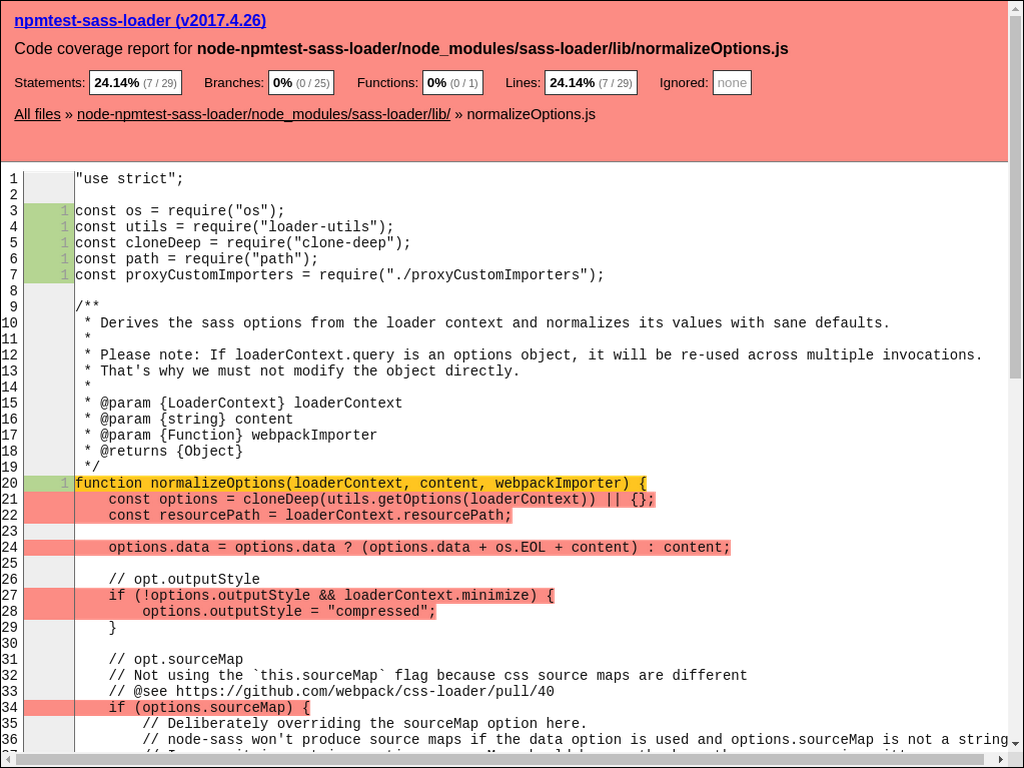 npmtest-sass-loader (v2017.4.26)
Code coverage report for node-npmtest-sass-loader/node_modules/sass-loader/lib/normalizeOptions.js
Statements: 24.14% (7 / 29) Branches: 0% (0 / 25) Functions: 0% (0 / 1) Lines: 24.14% (7 / 29) Ignored: none
All files » node-npmtest-sass-loader/node_modules/sass-loader/lib/ » normalizeOptions.js
1 "use strict";
2
3 1 const os = require("os");
4 1 const utils = require("loader-utils");
5 1 const cloneDeep = require("clone-deep");
6 1 const path = require("path");
7 1 const proxyCustomImporters = require("./proxyCustomImporters");
8
9 /**
10 * Derives the sass options from the loader context and normalizes its values with sane defaults.
11 *
12 * Please note: If loaderContext.query is an options object, it will be re-used across multiple invocations.
13 * That's why we must not modify the object directly.
14 *
15 * @param {LoaderContext} loaderContext
16 * @param {string} content
17 * @param {Function} webpackImporter
18 * @returns {Object}
19 */
20 1 function normalizeOptions(loaderContext, content, webpackImporter) {
21 const options = cloneDeep(utils.getOptions(loaderContext)) || {};
22 const resourcePath = loaderContext.resourcePath;
23
24 options.data = options.data ? (options.data + os.EOL + content) : content;
25
26 // opt.outputStyle
27 if (!options.outputStyle && loaderContext.minimize) {
28 options.outputStyle = "compressed";
29 }
30
31 // opt.sourceMap
32 // Not using the `this.sourceMap` flag because css source maps are different
33 // @see https://github.com/webpack/css-loader/pull/40
34 if (options.sourceMap) {
35 // Deliberately overriding the sourceMap option here.
36 // node-sass won't produce source maps if the data option is used and options.sourceMap is not a string